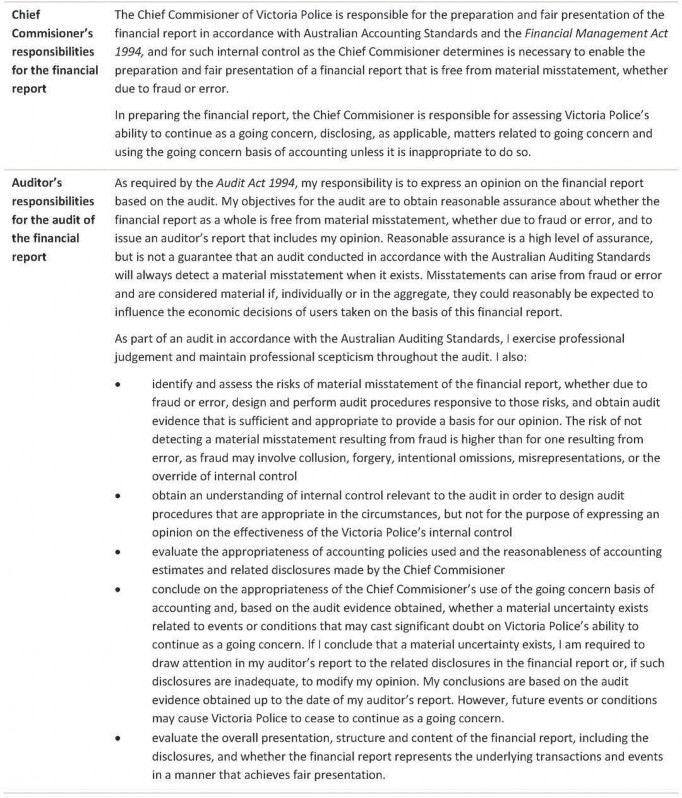 Chief
Commisioner's
responsibilities
for the financial
report
The Chief Commisioner of Victoria Police is responsible for the preparation and fair presentation of the
financial report in accordance with Australian Accounting Standards and the Financial Management Act
1994, and for such internal control as the Chief Commisioner determines is necessary to enable the
preparation and fair presentation of a financial report that is free from material misstatement, whether
due to fraud or error.
In preparing the financial report, the Chief Commisioner is responsible for assessing Victoria Police's
ability to continue as a going concern, disclosing, as applicable, matters related to going concern and
using the going concern basis of accounting unless it is inappropriate to do so.
Auditor's
responsibilities
for the audit of
the financial
report
As required by the Audit Act 1994, my responsibility is to express an opinion on the financial report
based on the audit. My objectives for the audit are to obtain reasonable assurance about whether the
financial report as a whole is free from material misstatement, whether due to fraud or error, and to
issue an auditor's report that includes my opinion. Reasonable assurance is a high level of assurance,
but is not a guarantee that an audit conducted in accordance with the Australian Auditing Standards
will always detect a material misstatement when it exists. Misstatements can arise from fraud or error
and are considered material if, individually or in the aggregate, they could reasonably be expected to
influence the economic decisions of users taken on the basis of this financial report.
As part of an audit in accordance with the Australian Auditing Standards, I exercise professional
judgement and maintain professional scepticism throughout the audit. I also:
• identify and assess the risks of material misstatement of the financial report, whether due to
fraud or error, design and perform audit procedures responsive to those risks, and obtain audit
evidence that is sufficient and appropriate to provide a basis for our opinion. The risk of not
detecting a material misstatement resulting from fraud is higher than for one resulting from
error, as fraud may involve collusion, forgery, intentional omissions, misrepresentations, or the
override of internal control
• obtain an understanding of internal control relevant to the audit in order to design audit
procedures that are appropriate in the circumstances, but not for the purpose of expressing an
opinion on the effectiveness of the Victoria Police's internal control
• evaluate the appropriateness of accounting policies used and the reasonableness of accounting
estimates and related disclosures made by the Chief Commisioner
• conclude on the appropriateness of the Chief Commisioner's use of the going concern basis of
accounting and, based on the audit evidence obtained, whether a material uncertainty exists
related to events or conditions that may cast significant doubt on Victoria Police's ability to
continue as a going concern. If I conclude that a material uncertainty exists, I am required to
draw attention in my auditor's report to the related disclosures in the financial report or, if such
disclosures are inadequate, to modify my opinion. My conclusions are based on the audit
evidence obtained up to the date of my auditor's report. However, future events or conditions
may cause Victoria Police to cease to continue as a going concern.
• evaluate the overall presentation, structure and content of the financial report, including the
disclosures, and whether the financial report represents the underlying transactions and events
in a manner that achieves fair presentation.